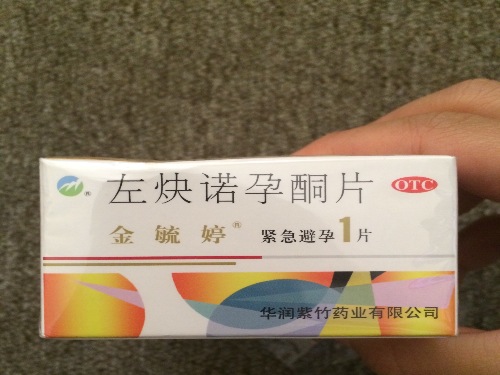 左炔诺孕酮片 OTC
金毓婷® 紧急避孕1片
华润紫竹药业有限公司